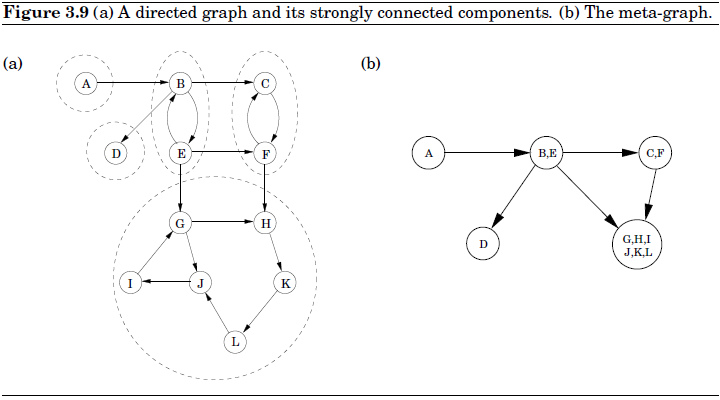 Figure 3.9 (a) A directed graph and its strongly connected components. (b) The meta-graph.
(a)
A
B
C
D
E
F
G
H
I
J
K
L
(b)
A
B,E
C,F
D
G,H,I
J,K,L